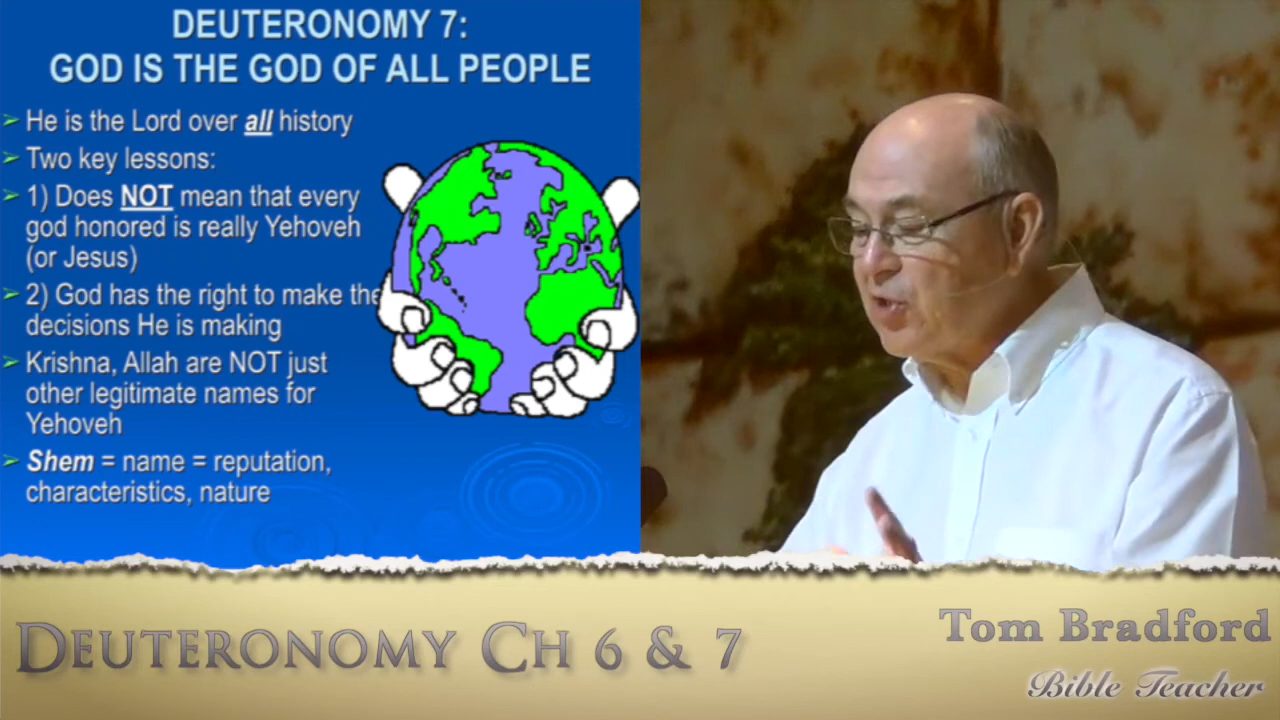 DEUTERONOMY 7:
GOD IS THE GOD OF ALL PEOPLE
➢ He is the Lord over all history
➢ Two key lessons:
➢ 1) Does NOT mean that every
god honored is really Yehoveh
(or Jesus)
➢ 2) God has the right to make the
decisions He is making
➢ Krishna, Allah are NOT just
other legitimate names for
Yehoveh
➢ Shem = name = reputation,
characteristics, nature
DEUTERONOMY CH 6 & 7
Tom Bradford
Bible Teacher